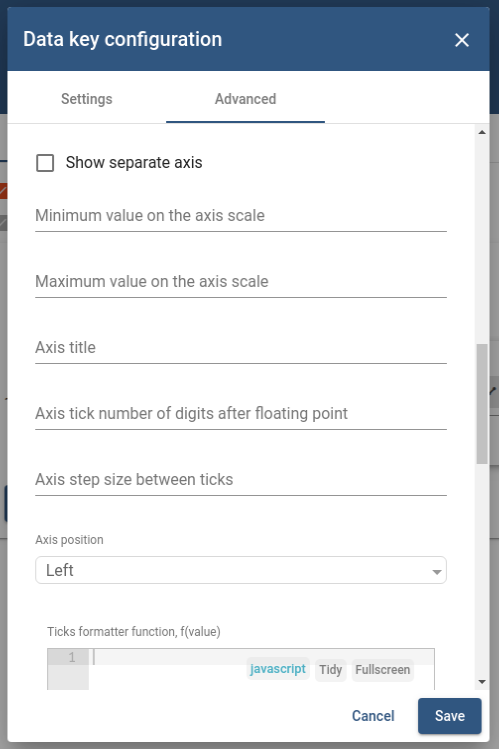 Data key configuration
Settings
Advanced
Show separate axis
Minimum value on the axis scale
Maximum value on the axis scale
Axis title
Axis tick number of digits after floating point
Axis step size between ticks
Axis position
Left
Ticks formatter function, f(value)
1
javascript Tidy Fullscreen
Cancel Save